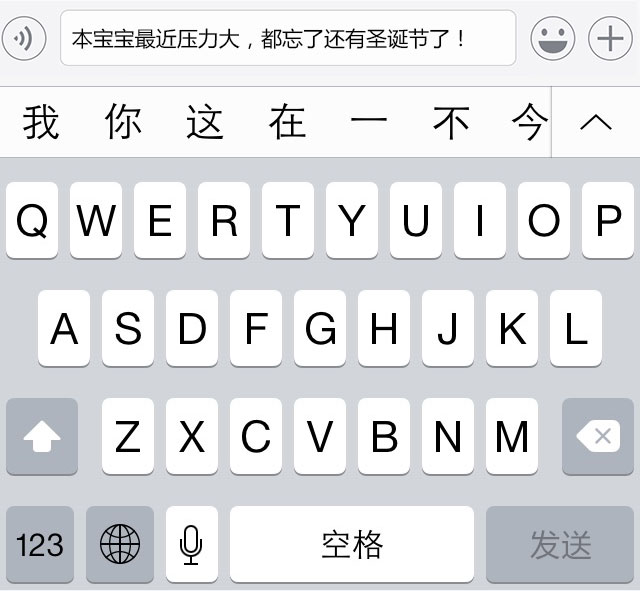 本宝宝最近压力大，都忘了还有圣诞节了！
我 你 这 在 一 不 今
Q W E R T Y U I O P
A S D F G H J K L
Z X C V B N M
123 空格 发送